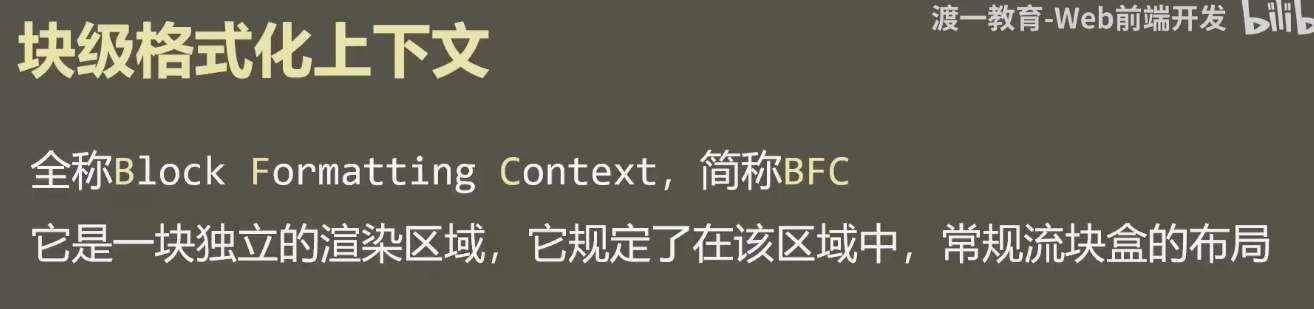 渡一教育-Web前端开发 bilib
块级格式化上下文
全称Block Formatting Context，简称BFC
它是一块独立的渲染区域，它规定了在该区域中，常规流块盒的布局